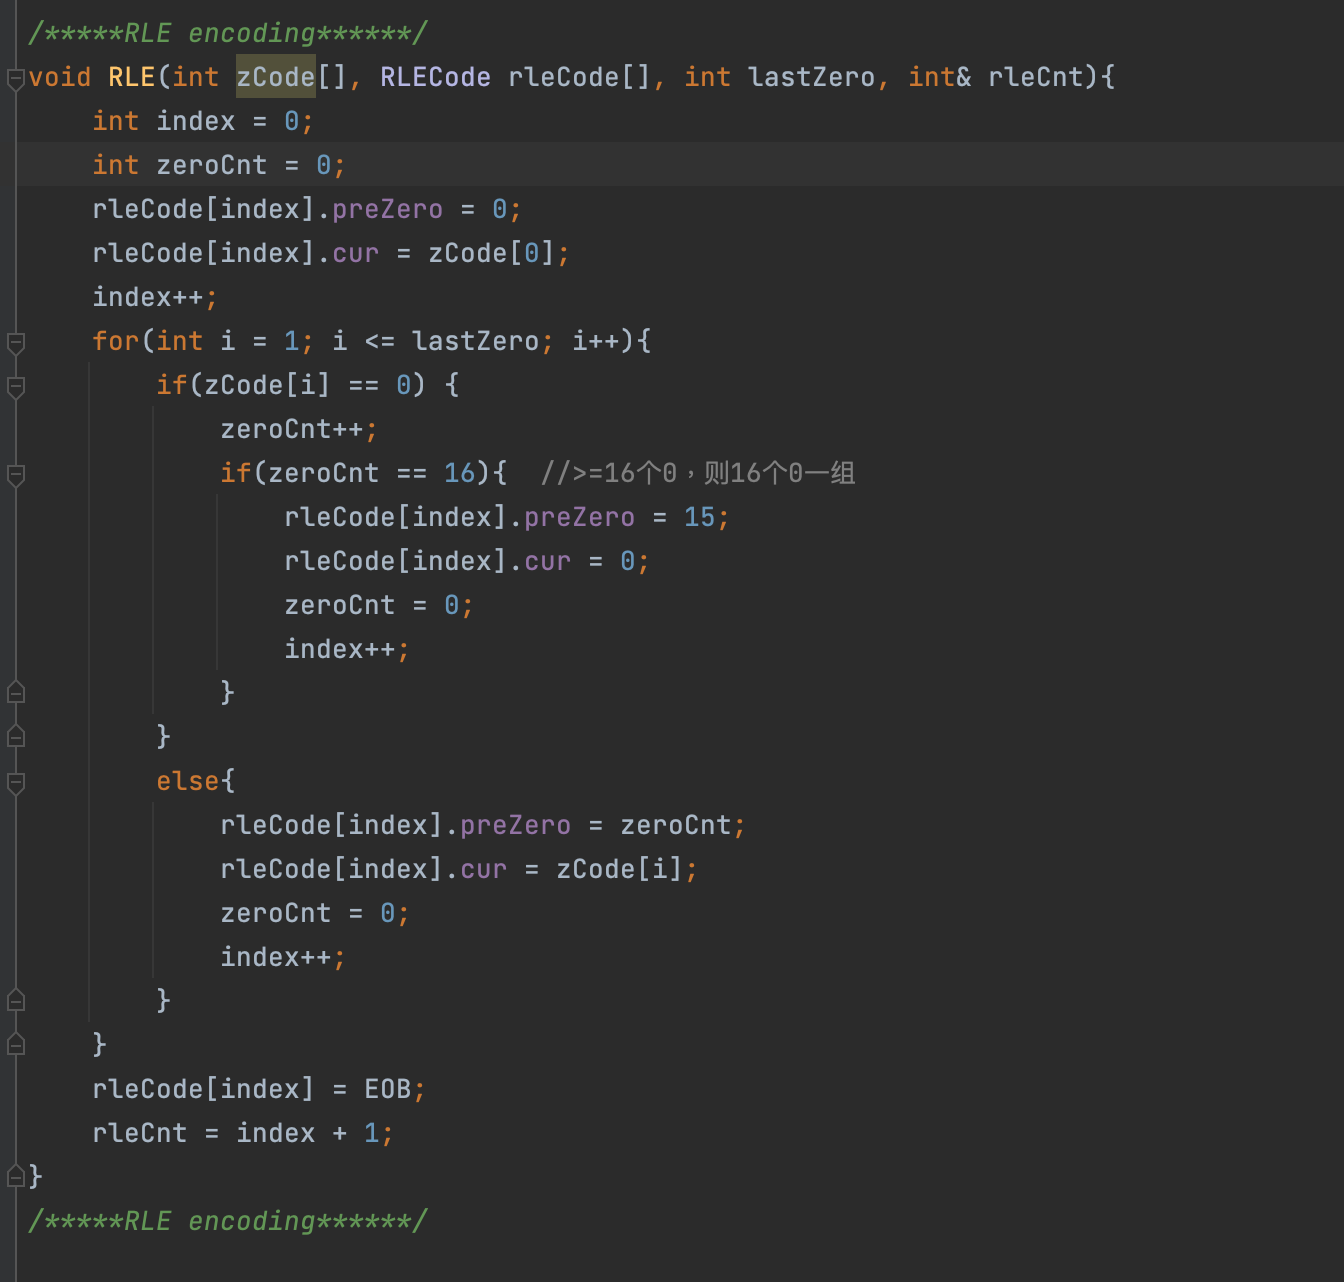 /*****RLE encoding******/
void RLE(int zCode[], RLECode rleCode[], int lastZero, int& rleCnt){
    int index = 0;
    int zeroCnt = 0;
    rleCode[index].preZero = 0;
    rleCode[index].cur = zCode[0];
    index++;
    for(int i = 1; i <= lastZero; i++){
        if(zCode[i] == 0) {
            zeroCnt++;
            if(zeroCnt == 16){  //>=16个0，则16个0一组
                rleCode[index].preZero = 15;
                rleCode[index].cur = 0;
                zeroCnt = 0;
                index++;
            }
        }
        else{
            rleCode[index].preZero = zeroCnt;
            rleCode[index].cur = zCode[i];
            zeroCnt = 0;
            index++;
        }
    }
    rleCode[index] = EOB;
    rleCnt = index + 1;
}
/*****RLE encoding******/